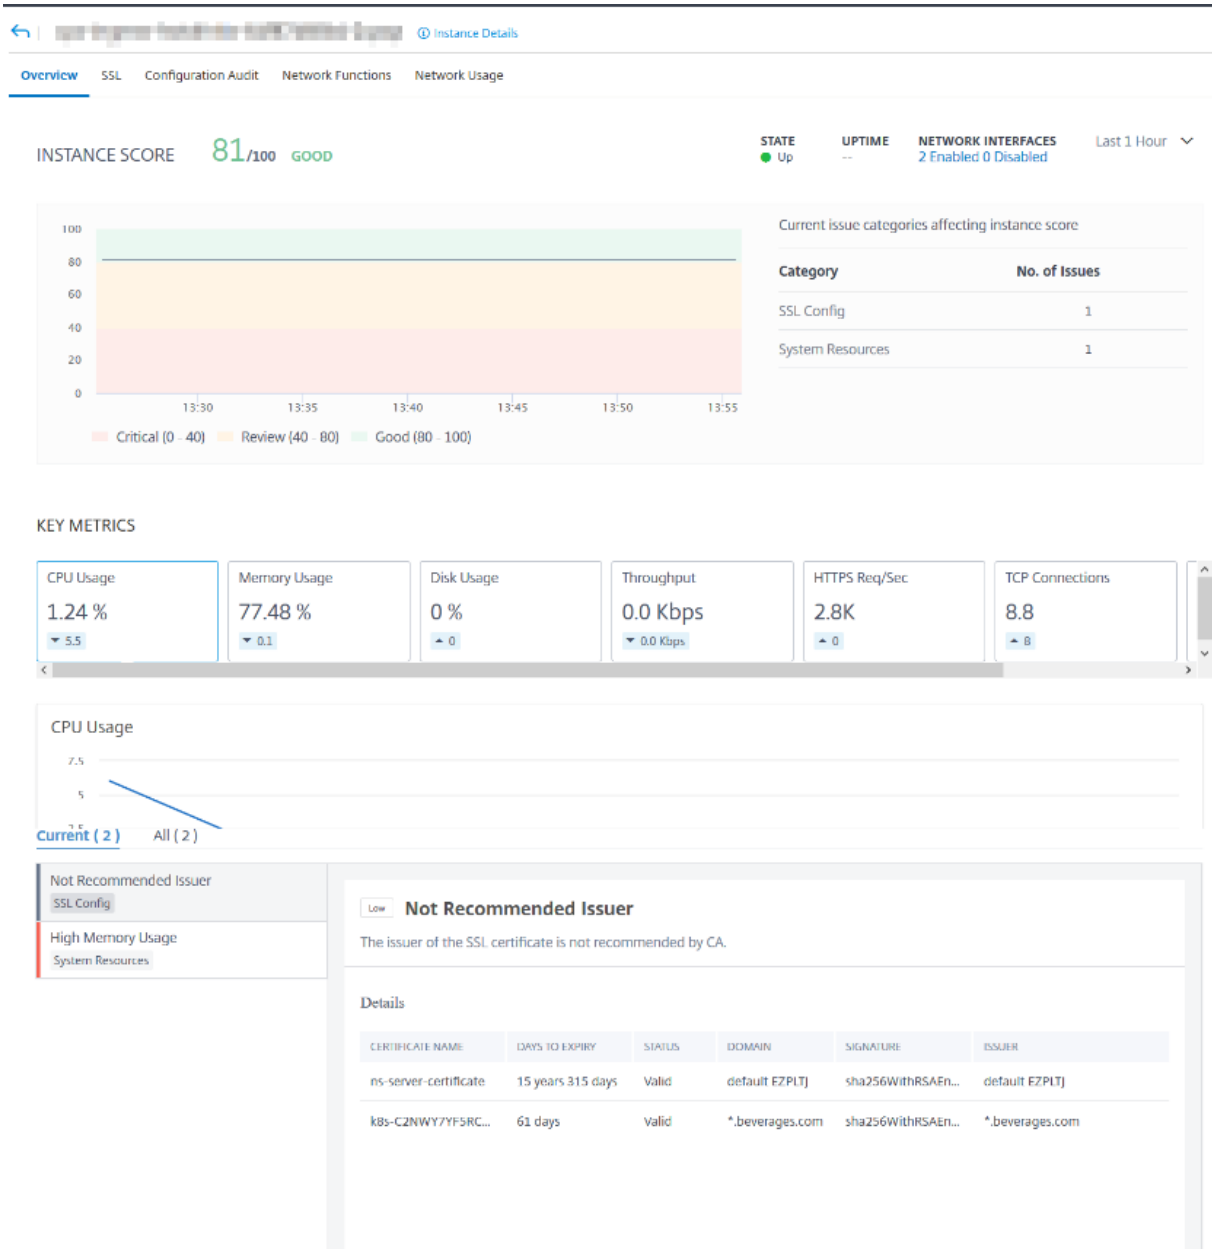 Instance Details
Overview SSL Configuration Audit Network Functions Network Usage
INSTANCE SCORE 81/100 GOOD
STATE UPTIME NETWORK INTERFACES Last 1 Hour
Up -- 2 Enabled 0 Disabled
Current issue categories affecting instance score
Category No. of Issues
SSL Config 1
System Resources 1
100
80
60
40
20
0
13:30 13:35 13:40 13:45 13:50 13:55
Critical (0 - 40) Review (40 - 80) Good (80 - 100)
KEY METRICS
CPU Usage Memory Usage Disk Usage Throughput HTTPS Req/Sec TCP Connections
1.24 % 77.48 % 0 % 0.0 Kbps 2.8K 8.8
5.5 0.1 0 0.0 Kbps 0 8
CPU Usage
7.5
5
Current ( 2 ) All ( 2 )
Not Recommended Issuer
SSL Config
High Memory Usage
System Resources
Low Not Recommended Issuer
The issuer of the SSL certificate is not recommended by CA.
Details
CERTIFICATE NAME DAYS TO EXPIRY STATUS DOMAIN SIGNATURE ISSUER
ns-server-certificate 15 years 315 days Valid default EZPLTJ sha256WithRSAEn... default EZPLTJ
k8s-C2NWY7YF5RC... 61 days Valid *.beverages.com sha256WithRSAEn... *.beverages.com